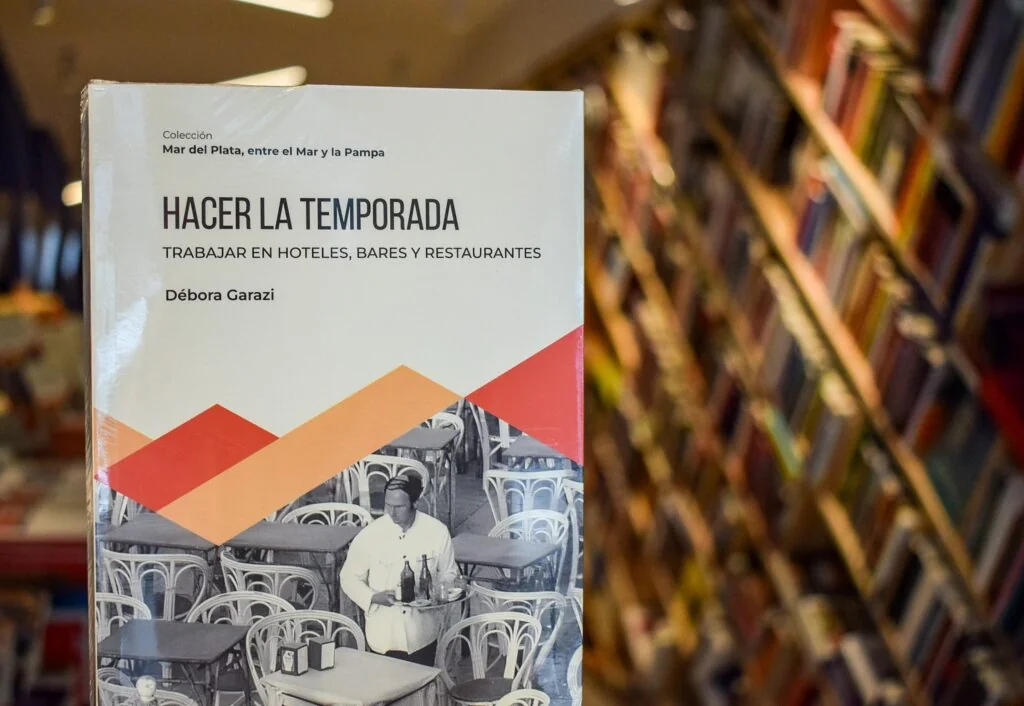 Colección
Mar del Plata, entre el Mar y la Pampa
HACER LA TEMPORADA
TRABAJAR EN HOTELES, BARES Y RESTAURANTES
Débora Garazi